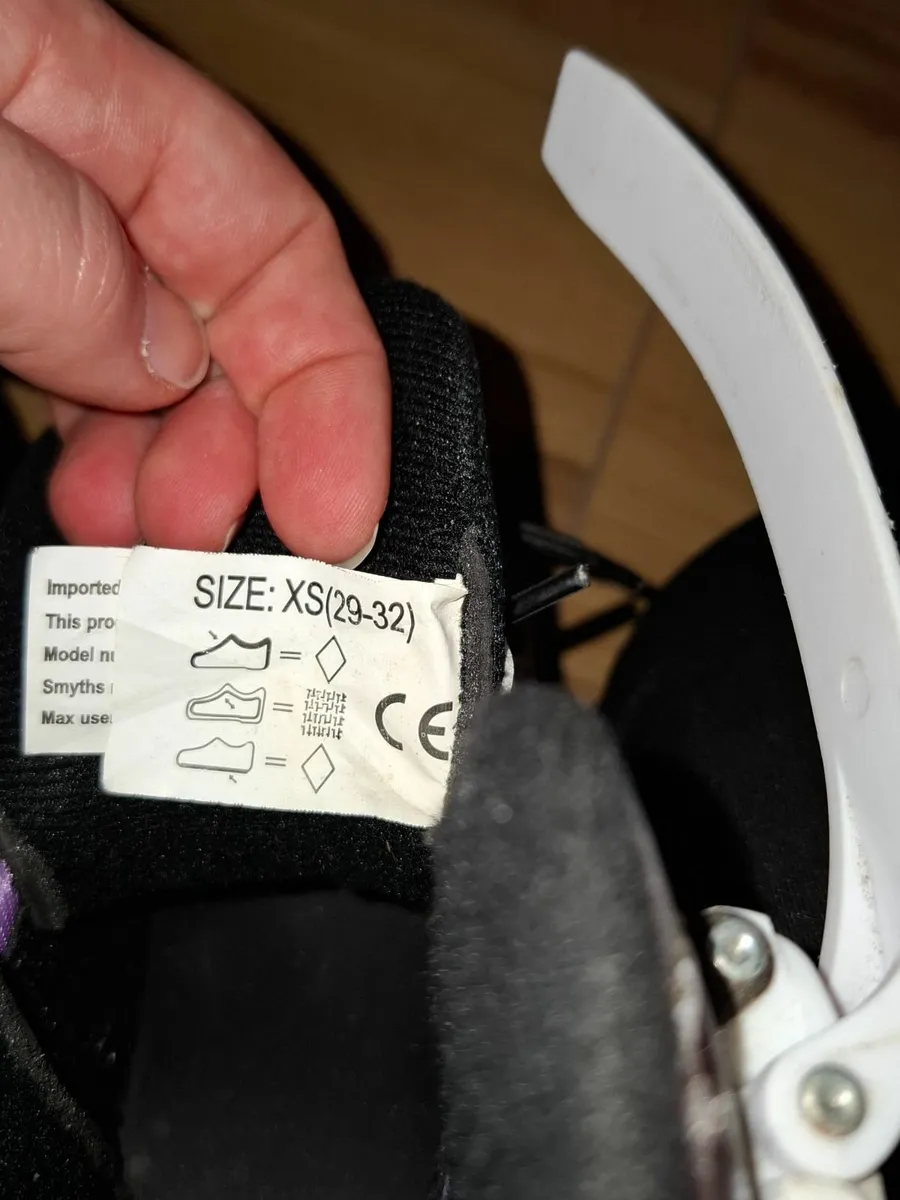 Imported
This pro
Model nu
Smyths
Max use
SIZE: XS(29-32)
=
=
CE
=